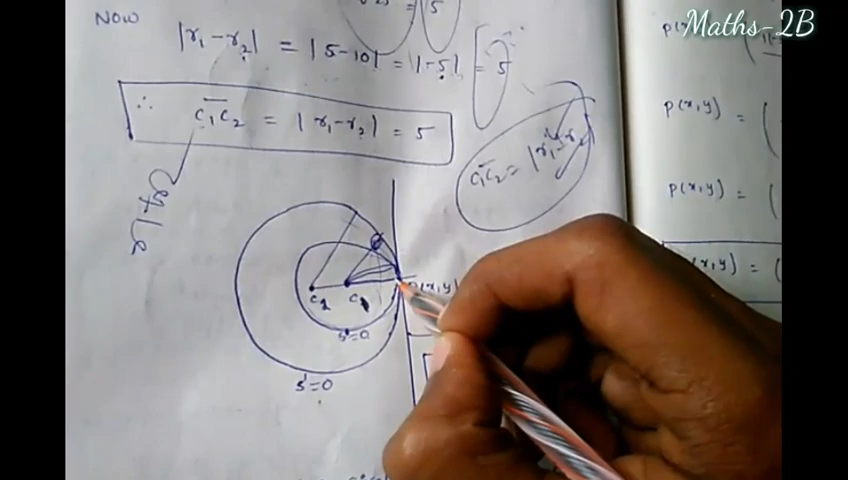 Maths-2B
Now
= 5
|r₁-r₂| = |5-10| = |-5| = 5
∴ C₁C₂ = |r₁-r₂| = 5
C₁C₂ = |r₁-r
C₂ C₁
(x,y)
s=0
s'=0
p(x,y) =
p(x,y) =
(x,y) = (